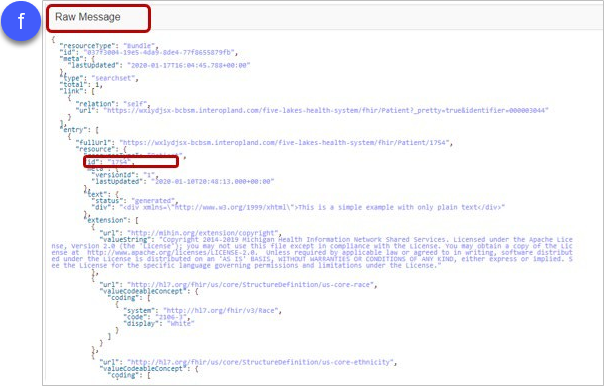 f
Raw Message
{
"resourceType": "Bundle",
"id": "037f3004-19e5-4da9-8de4-77f8655879fb",
"meta": {
"lastUpdated": "2020-01-17T16:04:45.788+00:00"
},
"type": "searchset",
"total": 1,
"link": [
{
"relation": "self",
"url": "https://wxlydjsx-bcbsm.interopland.com/five-lakes-health-system/fhir/Patient?_pretty=true&identifier=000003044"
}
],
"entry": [
{
"fullUrl": "https://wxlydjsx-bcbsm.interopland.com/five-lakes-health-system/fhir/Patient/1754",
"resource": {
"id": "1754",
"meta": {
"versionId": "1",
"lastUpdated": "2020-01-10T20:48:13.000+00:00"
},
"text": {
"status": "generated",
"div": "<div xmlns=\"http://www.w3.org/1999/xhtml\">This is a simple example with only plain text</div>"
},
"extension": [
{
"url": "http://mihin.org/extension/copyright",
"valueString": "Copyright 2014-2019 Michigan Health Information Network Shared Services. Licensed under the Apache Lice
nse, Version 2.0 (the 'License'); you may not use this file except in compliance with the License. You may obtain a copy of the Lic
ense at  http://www.apache.org/licenses/LICENSE-2.0.  Unless required by applicable law or agreed to in writing, software distribut
ed under the License is distributed on an 'AS IS' BASIS, WITHOUT WARRANTIES OR CONDITIONS OF ANY KIND, either express or implied. Se
e the License for the specific language governing permissions and limitations under the License."
},
{
"url": "http://hl7.org/fhir/us/core/StructureDefinition/us-core-race",
"valueCodeableConcept": {
"coding": [
{
"system": "http://hl7.org/fhir/v3/Race",
"code": "2106-3",
"display": "White"
}
]
}
},
{
"url": "http://hl7.org/fhir/us/core/StructureDefinition/us-core-ethnicity",
"valueCodeableConcept": {
"coding": [